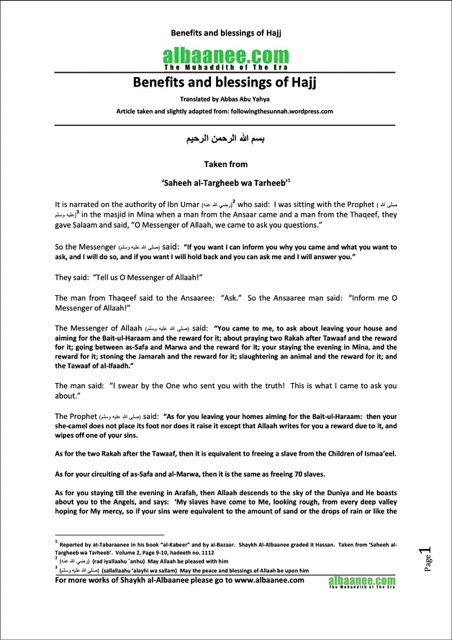 Benefits and blessings of Hajj
albaanee.com
The Muhaddith of The Era
Benefits and blessings of Hajj
Translated by Abbas Abu Yahya
Article taken and slightly adapted from: followingthesunnah.wordpress.com
بسم الله الرحمن الرحيم
Taken from
‘Saheeh al-Targheeb wa Tarheeb’1
It is narrated on the authority of Ibn Umar (رضي الله عنه)2 who said: I was sitting with the Prophet (صلى الله
عليه وسلم)3 in the masjid in Mina when a man from the Ansaar came and a man from the Thaqeef, they
gave Salaam and said, “O Messenger of Allaah, we came to ask you questions.”
So the Messenger (صلى الله عليه وسلم) said: “If you want I can inform you why you came and what you want to
ask, and I will do so, and if you want I will hold back and you can ask me and I will answer you.”
They said: “Tell us O Messenger of Allaah!”
The man from Thaqeef said to the Ansaaree: “Ask.” So the Ansaaree man said: “Inform me O
Messenger of Allaah!”
The Messenger of Allaah (صلى الله عليه وسلم) said: “You came to me, to ask about leaving your house and
aiming for the Bait-ul-Haraam and the reward for it; about praying two Rakah after Tawaaf and the reward
for it; going between as-Safa and Marwa and the reward for it; your staying the evening in Mina, and the
reward for it; stoning the Jamarah and the reward for it; slaughtering an animal and the reward for it; and
the Tawaaf of al-Ifaadh.”
The man said: “I swear by the One who sent you with the truth! This is what I came to ask you
about.”
The Prophet (صلى الله عليه وسلم) said: “As for you leaving your homes aiming for the Bait-ul-Haraam: then your
she-camel does not place its foot nor does it raise it except that Allaah writes for you a reward due to it, and
wipes off one of your sins.
As for the two Rakah after the Tawaaf, then it is equivalent to freeing a slave from the Children of Ismaa’eel.
As for your circuiting of as-Safa and al-Marwa, then it is the same as freeing 70 slaves.
As for you staying till the evening in Arafah, then Allaah descends to the sky of the Duniya and He boasts
about you to the Angels, and says: ‘My slaves have come to Me, looking rough, from every deep valley
hoping for My mercy, so if your sins were equivalent to the amount of sand or the drops of rain or like the
1 Reported by at-Tabaraanee in his book “al-Kabeer” and by al-Bazaar. Shaykh Al-Albaanee graded it Hassan. Taken from ‘Saheeh al-
Targheeb wa Tarheeb’. Volume 2, Page 9-10, hadeeth no. 1112
2 (رضي الله عنه) (rad iyallaahu `anhu) May Allaah be pleased with him
3 (صلى الله عليه وسلم) (sallallaahu ‘alayhi wa sallam) May the peace and blessings of Allaah be upon him
For more works of Shaykh al-Albaanee please go to www.albaanee.com
albaanee.com
The Muhaddith of The Era
Page 1